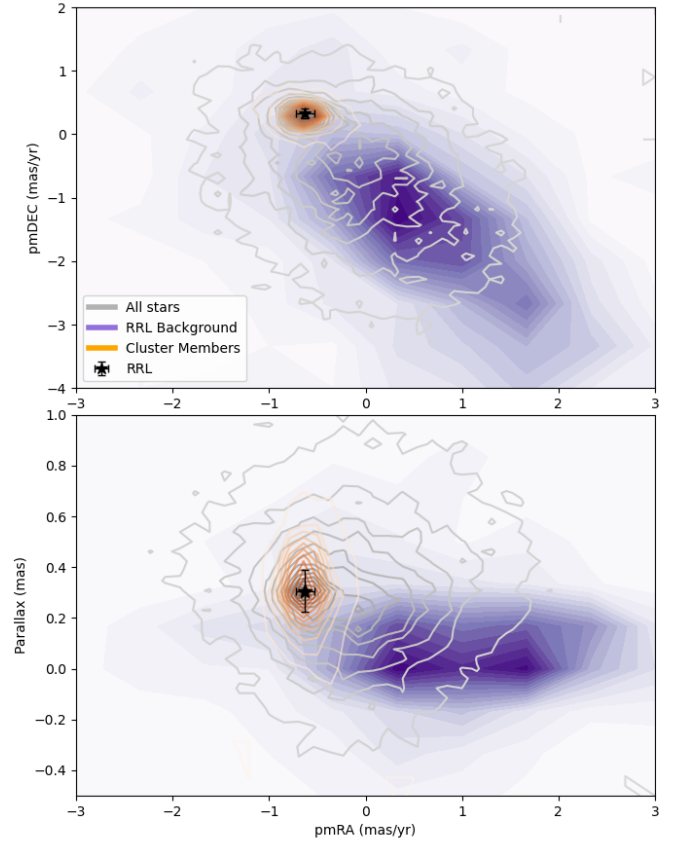 2
1
0
−1
−2
−3
−4
pmDEC (mas/yr)
All stars
RRL Background
Cluster Members
RRL
−3 −2 −1 0 1 2 3
1.0
0.8
0.6
0.4
0.2
0.0
−0.2
−0.4
Parallax (mas)
−3 −2 −1 0 1 2 3
pmRA (mas/yr)